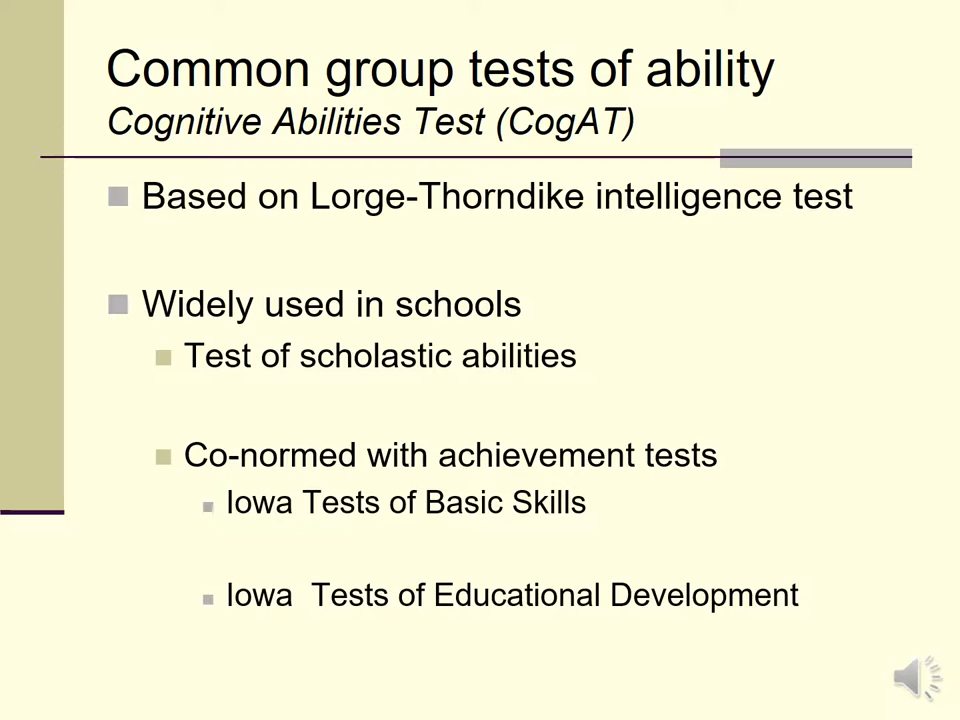 Common group tests of ability
Cognitive Abilities Test (CogAT)
Based on Lorge-Thorndike intelligence test
Widely used in schools
Test of scholastic abilities
Co-normed with achievement tests
Iowa Tests of Basic Skills
Iowa  Tests of Educational Development